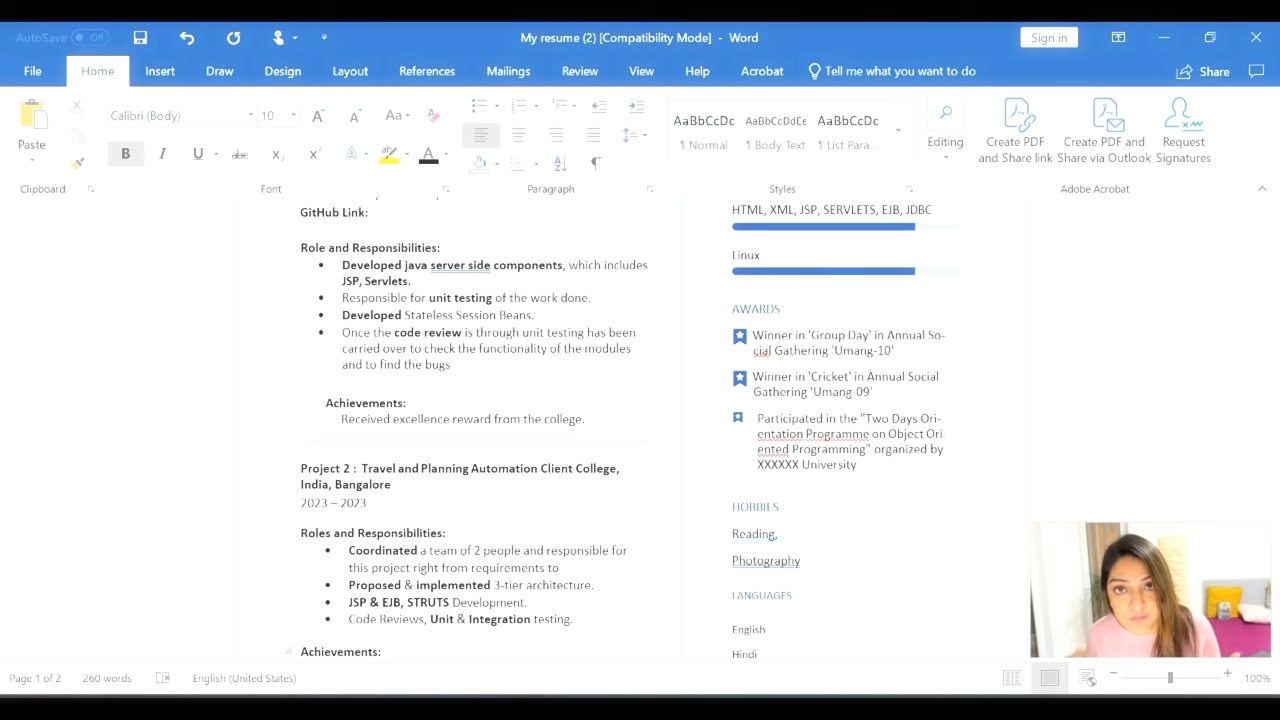 AutoSave Off
My resume (2) [Compatibility Mode] - Word
Sign in
File Home Insert Draw Design Layout References Mailings Review View Help Acrobat Tell me what you want to do Share
Paste
Calibri (Body) 10
Aa
AaBbCcDc AaBbCcDdEe AaBbCcDc
¶ Normal ¶ Body Text ¶ List Para...
Editing
Create PDF and Share link
Create PDF and Share via Outlook
Request Signatures
Clipboard Font Paragraph Styles Adobe Acrobat
GitHub Link:
Role and Responsibilities:
• Developed java server side components, which includes
JSP, Servlets.
• Responsible for unit testing of the work done.
• Developed Stateless Session Beans.
• Once the code review is through unit testing has been
carried over to check the functionality of the modules
and to find the bugs
Achievements:
Received excellence reward from the college.
Project 2 : Travel and Planning Automation Client College,
India, Bangalore
2023 – 2023
Roles and Responsibilities:
• Coordinated a team of 2 people and responsible for
this project right from requirements to
• Proposed & implemented 3-tier architecture.
• JSP & EJB, STRUTS Development.
• Code Reviews, Unit & Integration testing.
Achievements:
HTML, XML, JSP, SERVLETS, EJB, JDBC
Linux
AWARDS
Winner in 'Group Day' in Annual So-
cial Gathering 'Umang-10'
Winner in 'Cricket' in Annual Social
Gathering 'Umang-09'
Participated in the "Two Days Ori-
entation Programme on Object Ori-
ented Programming" organized by
XXXXXX University
HOBBIES
Reading,
Photography
LANGUAGES
English
Hindi
Page 1 of 2 260 words English (United States) 100%